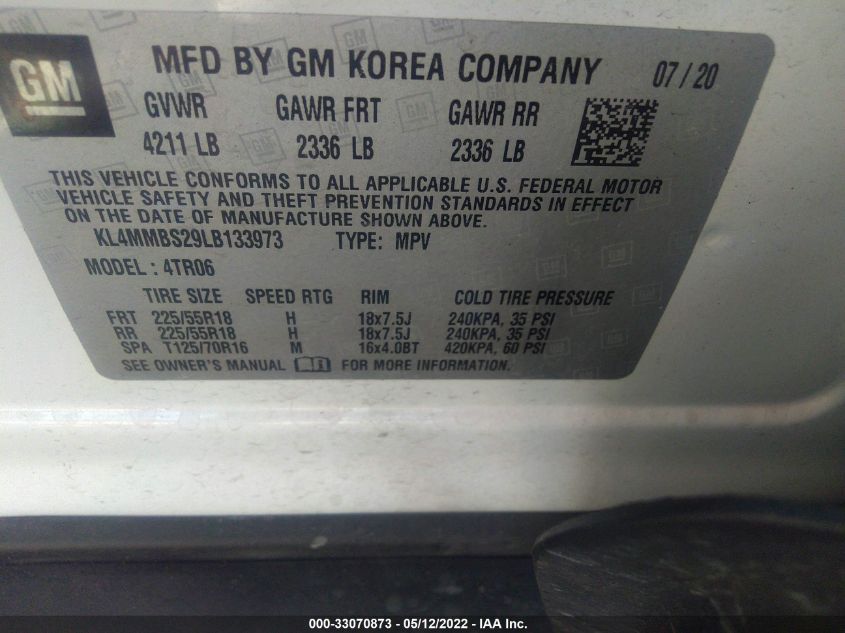 GM
MFD BY GM KOREA COMPANY 07/20
GVWR GAWR FRT GAWR RR
4211 LB 2336 LB 2336 LB
THIS VEHICLE CONFORMS TO ALL APPLICABLE U.S. FEDERAL MOTOR
VEHICLE SAFETY AND THEFT PREVENTION STANDARDS IN EFFECT
ON THE DATE OF MANUFACTURE SHOWN ABOVE.
KL4MMBS29LB133973 TYPE: MPV
MODEL : 4TR06
TIRE SIZE SPEED RTG RIM COLD TIRE PRESSURE
FRT 225/55R18 H 18x7.5J 240KPA, 35 PSI
RR 225/55R18 H 18x7.5J 240KPA, 35 PSI
SPA T125/70R16 M 16x4.0BT 420KPA, 60 PSI
SEE OWNER'S MANUAL FOR MORE INFORMATION.
000-33070873 - 05/12/2022 - IAA Inc.